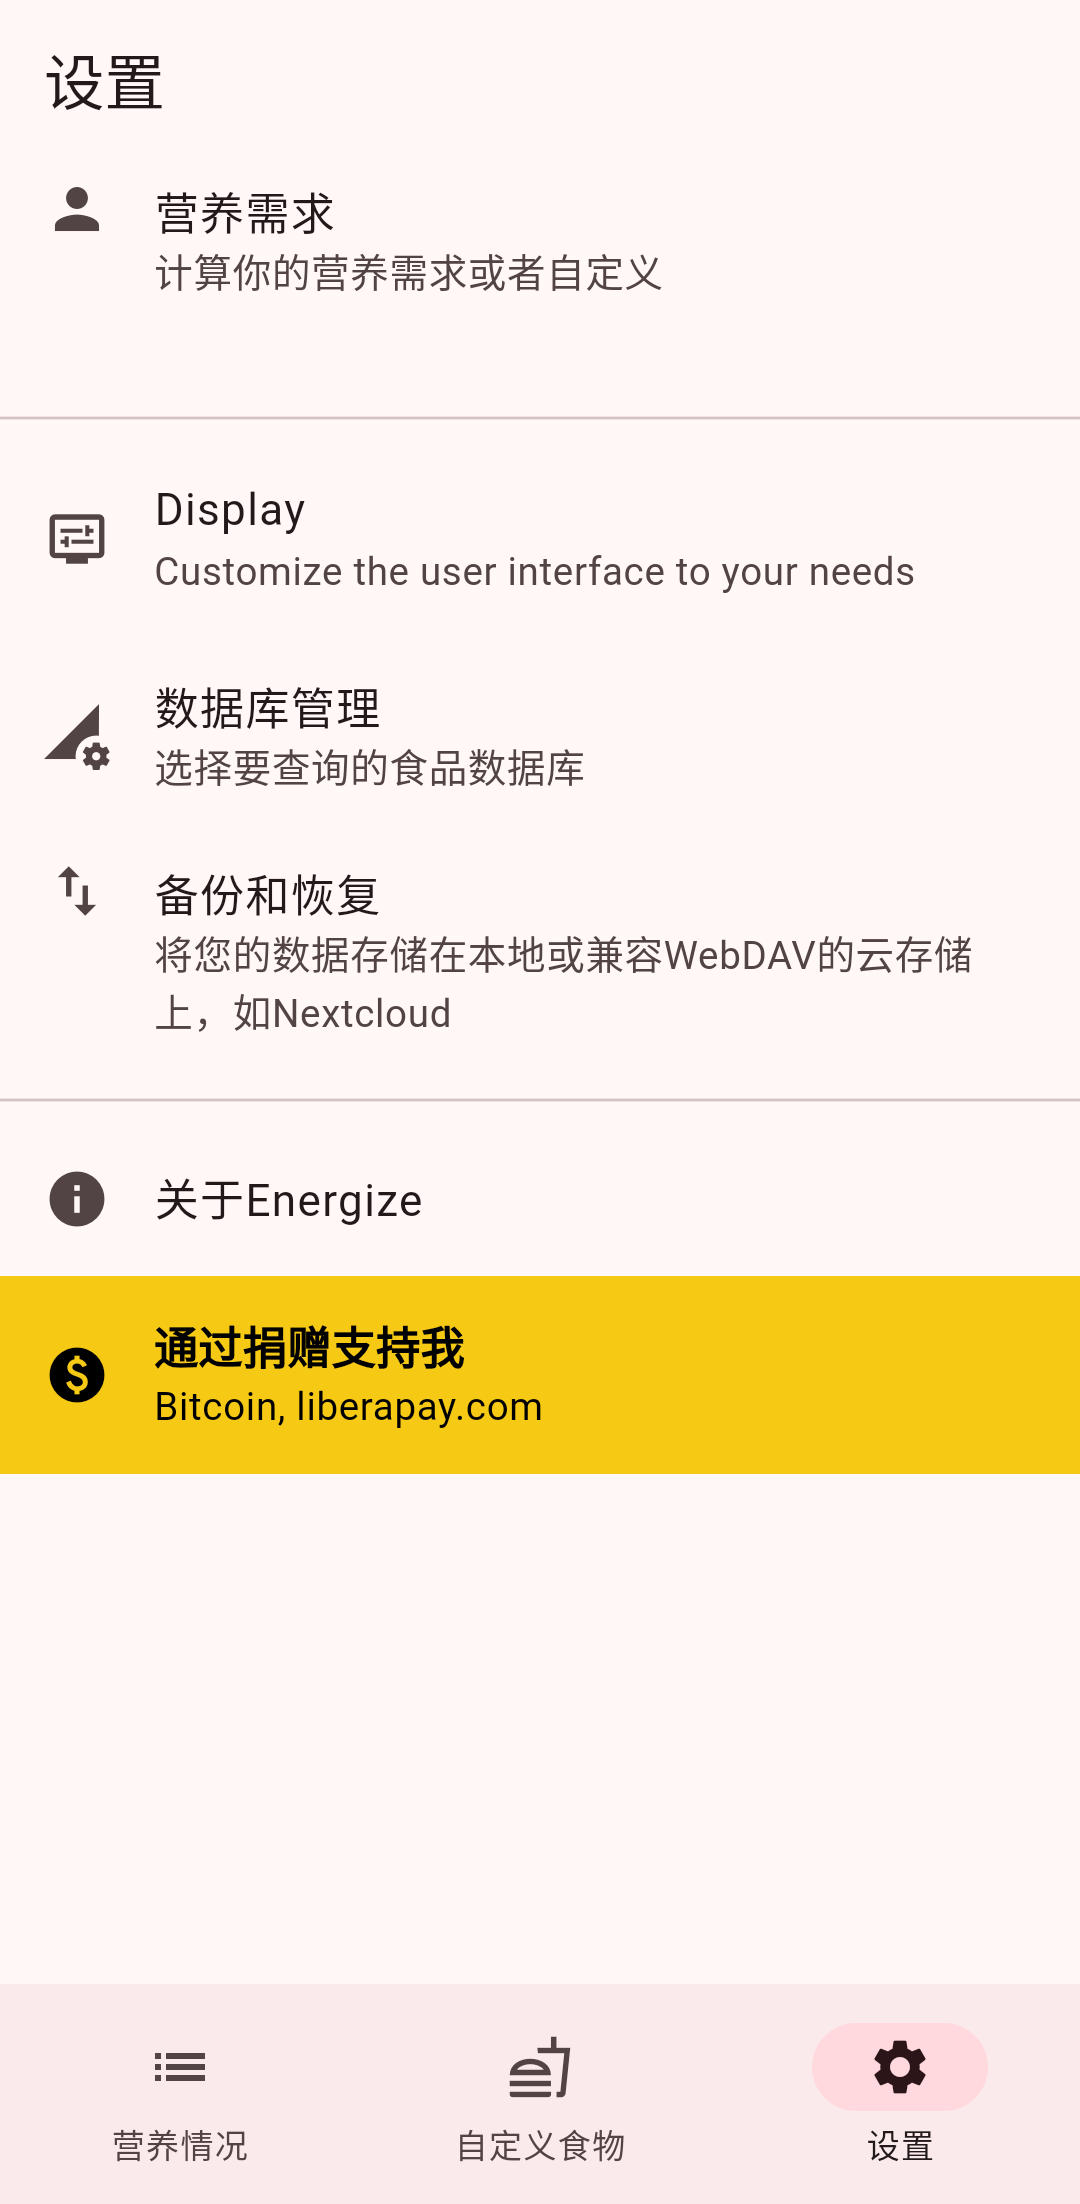 设置
营养需求
计算你的营养需求或者自定义
Display
Customize the user interface to your needs
数据库管理
选择要查询的食品数据库
备份和恢复
将您的数据存储在本地或兼容WebDAV的云存储
上，如Nextcloud
关于Energize
通过捐赠支持我
Bitcoin, liberapay.com
营养情况
自定义食物
设置